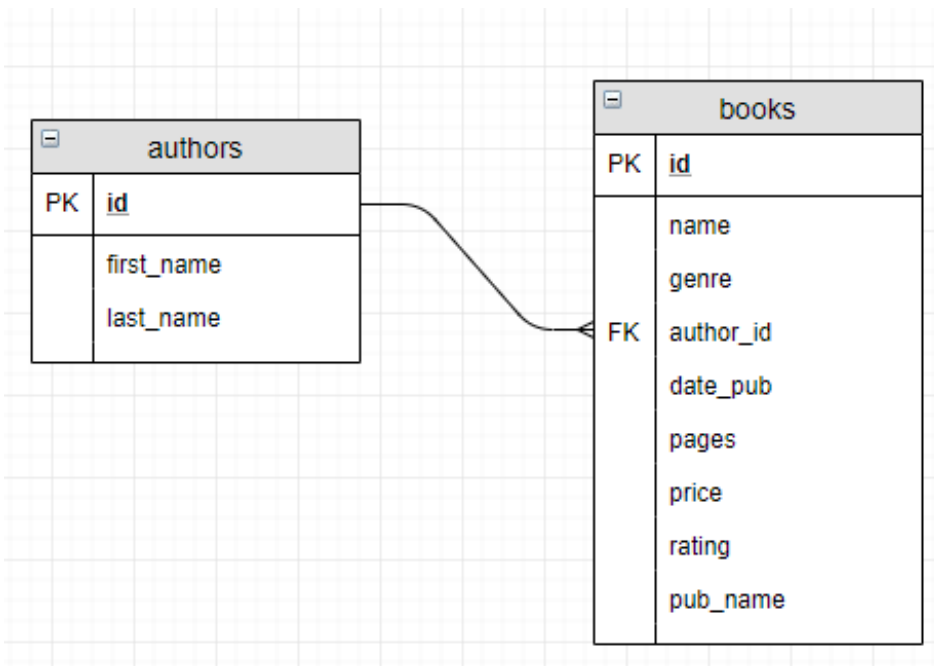 authors
PK id
first_name
last_name
books
PK id
name
genre
FK author_id
date_pub
pages
price
rating
pub_name